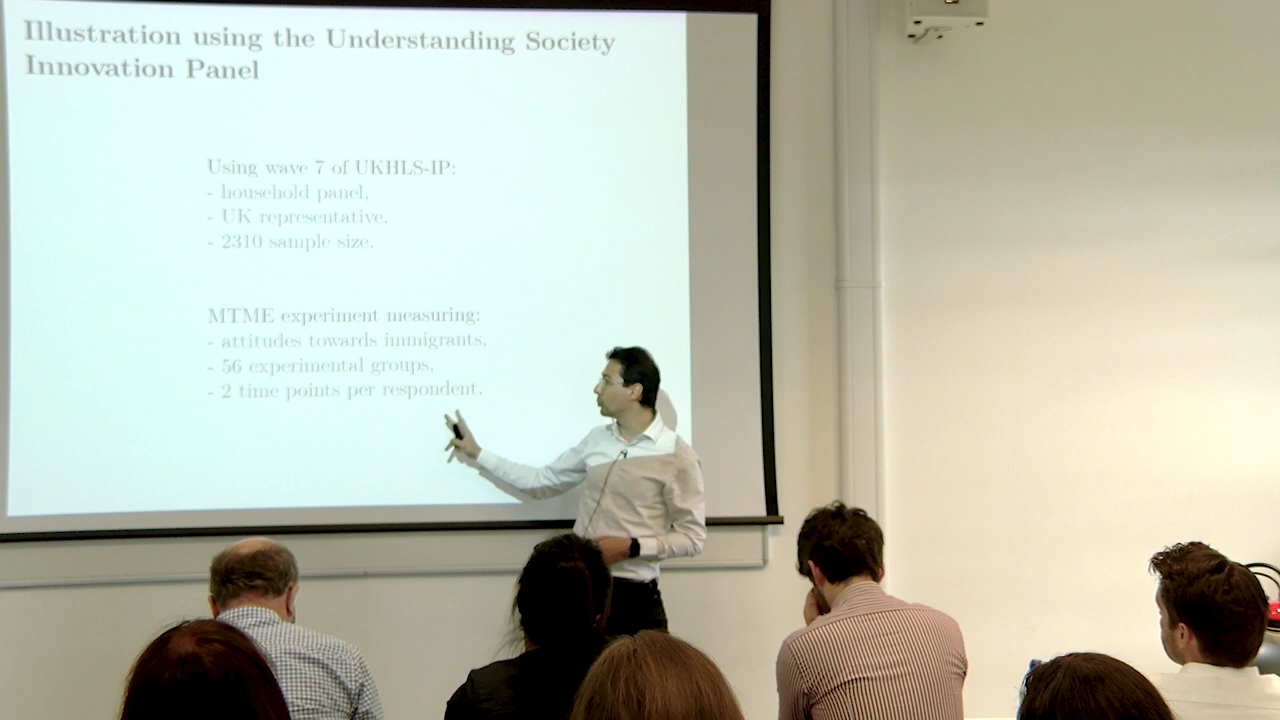 Illustration using the Understanding Society
Innovation Panel
Using wave 7 of UKHLS-IP:
- household panel,
- UK representative,
- 2310 sample size.
MTME experiment measuring:
- attitudes towards immigrants,
- 56 experimental groups,
- 2 time points per respondent.